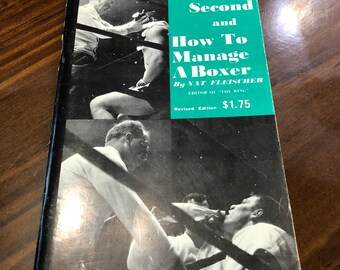 Second
and
How To
Manage
A Boxer
By NAT FLEISCHER
EDITOR OF "THE RING"
Revised Edition $1.75